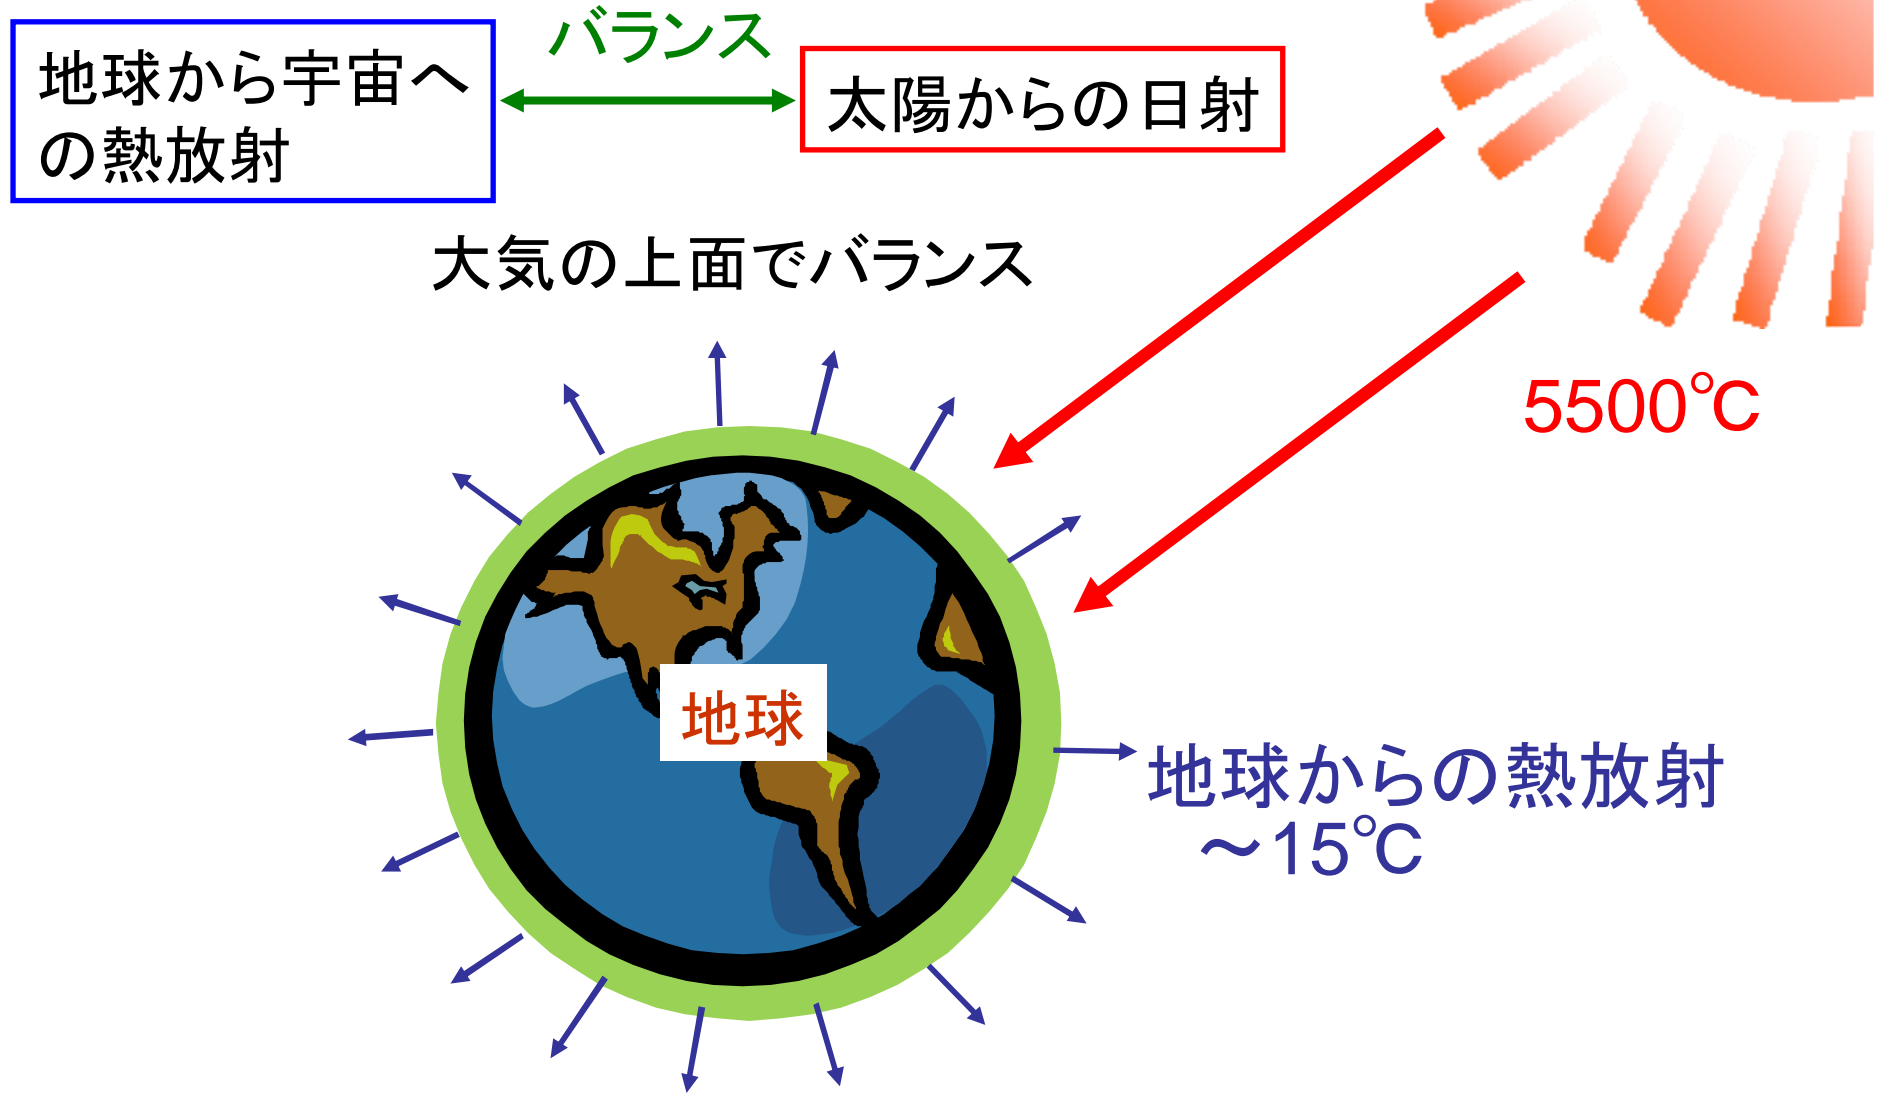 バランス
地球から宇宙へ
の熱放射
太陽からの日射
大気の上面でバランス
5500℃
地球
地球からの熱放射
～15℃